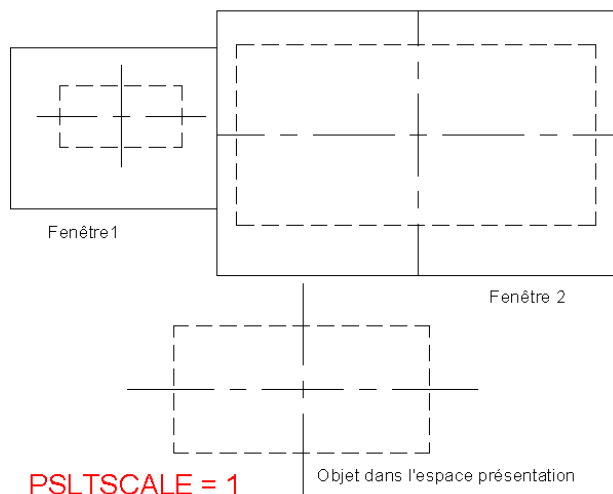 Fenêtre1
Fenêtre 2
Objet dans l'espace présentation
PSLTSCALE = 1